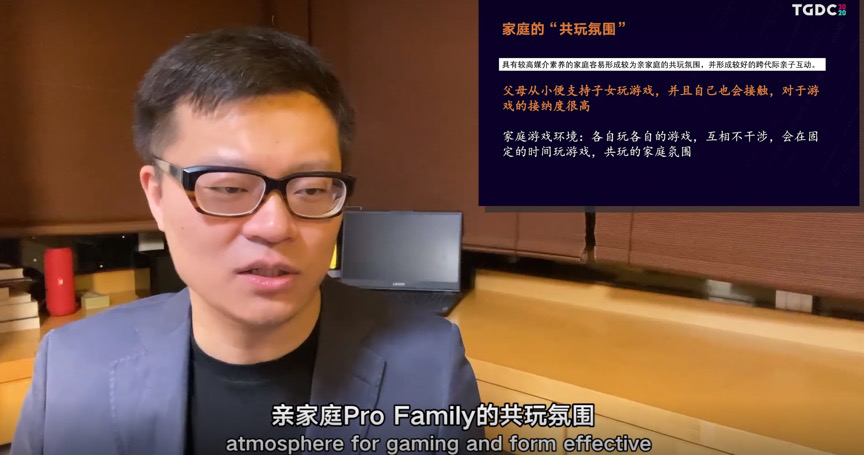 TGDC 2020
家庭的“共玩氛围”
具有较高媒介素养的家庭容易形成较为亲家庭的共玩氛围，并形成较好的跨代际亲子互动。
父母从小便支持子女玩游戏，并且自己也会接触，对于游
戏的接纳度很高
家庭游戏环境：各自玩各自的游戏，互相不干涉，会在固
定的时间玩游戏，共玩的家庭氛围
亲家庭Pro Family的共玩氛围
atmosphere for gaming and form effective